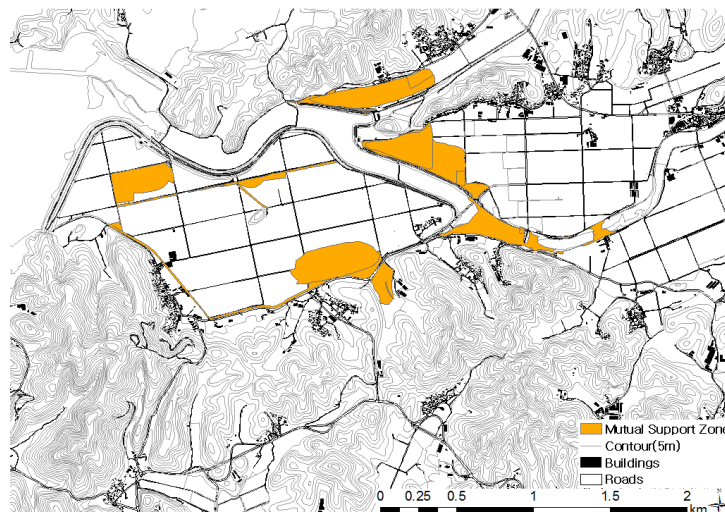 Mutual Support Zone
Contour(5m)
Buildings
Roads
0 0.25 0.5 1 1.5 2
km